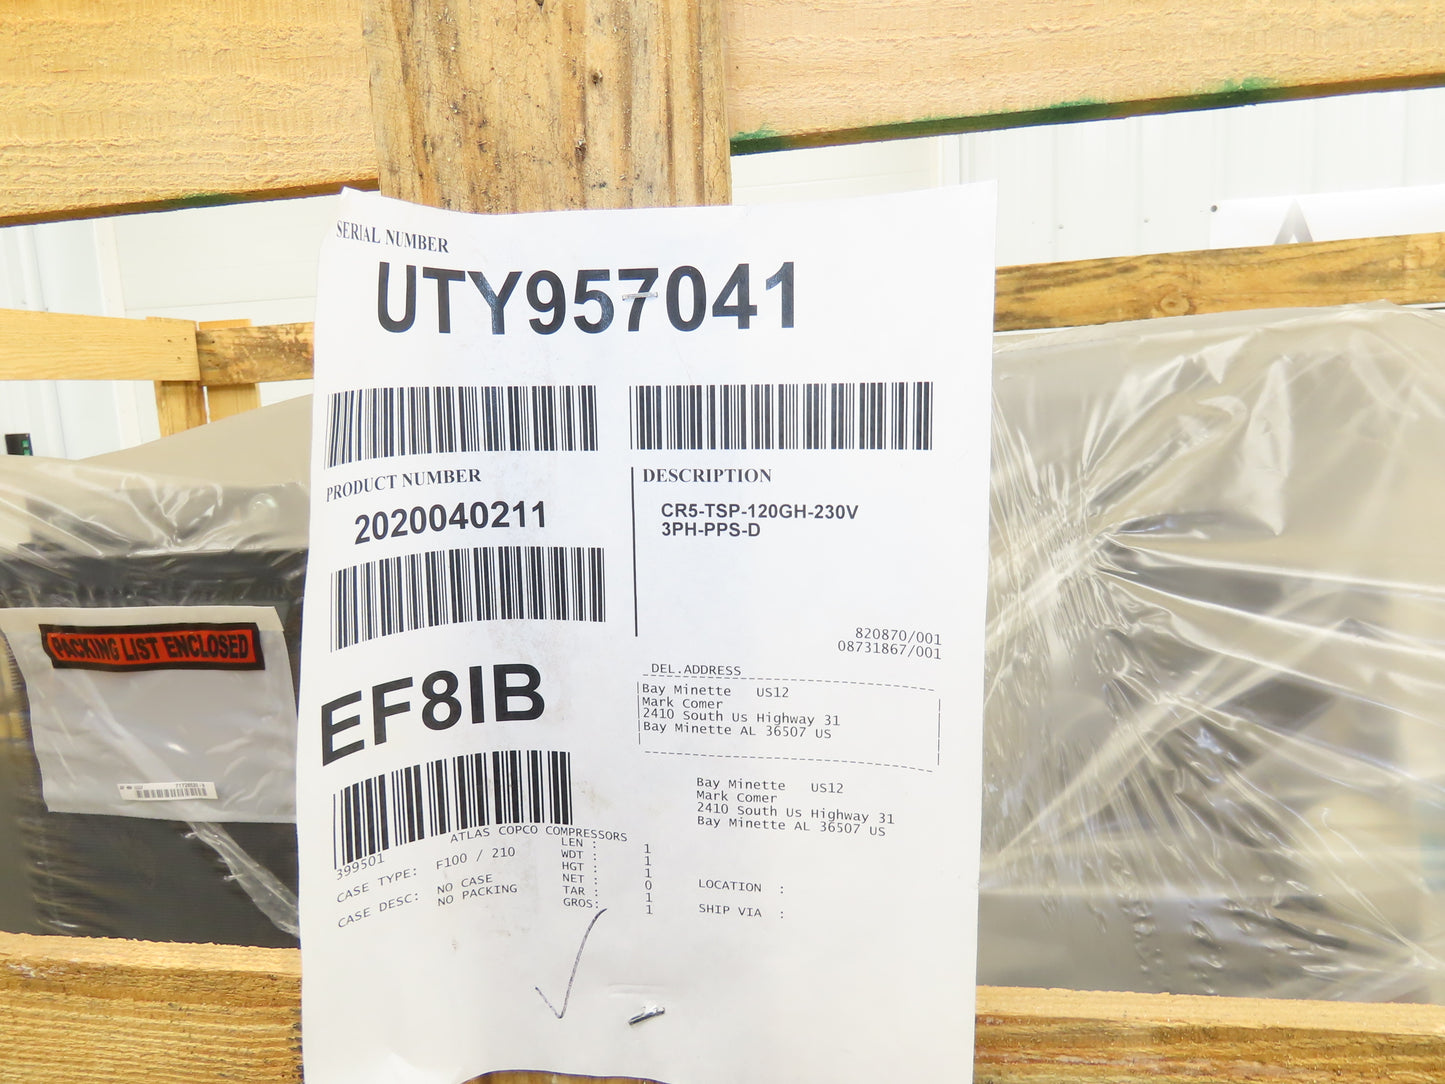 SERIAL NUMBER
UTY957041
PRODUCT NUMBER
2020040211
DESCRIPTION
CR5-TSP-120GH-230V
3PH-PPS-D
820870/001
08731867/001
EF8IB
DEL.ADDRESS
Bay Minette US12
Mark Comer
2410 South Us Highway 31
Bay Minette AL 36507 US
Bay Minette US12
Mark Comer
2410 South Us Highway 31
Bay Minette AL 36507 US
399501
ATLAS COPCO COMPRESSORS
CASE TYPE: F100 / 210
CASE DESC: NO CASE
NO PACKING
LEN : 1
WDT : 1
HGT : 1
NET : 0
TAR : 1
GROS: 1
LOCATION :
SHIP VIA :
PACKING LIST ENCLOSED